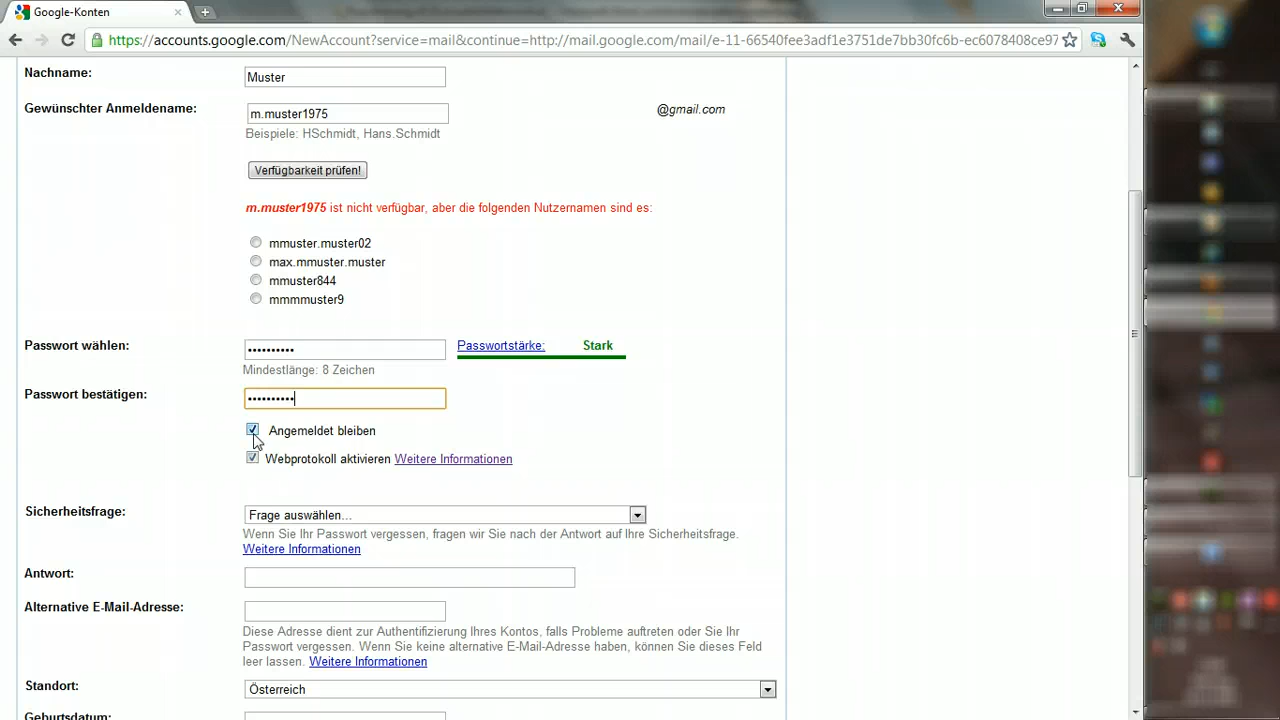 Google-Konten
https://accounts.google.com/NewAccount?service=mail&continue=http://mail.google.com/mail/e-11-66540fee3adf1e3751de7bb30fc6b-ec6078408ce97
Nachname:
Muster
Gewünschter Anmeldename:
m.muster1975
@gmail.com
Beispiele: HSchmidt, Hans.Schmidt
Verfügbarkeit prüfen!
m.muster1975 ist nicht verfügbar, aber die folgenden Nutzernamen sind es:
mmuster.muster02
max.mmuster.muster
mmuster844
mmmmuster9
Passwort wählen:
Passwortstärke:
Stark
Mindestlänge: 8 Zeichen
Passwort bestätigen:
Angemeldet bleiben
Webprotokoll aktivieren Weitere Informationen
Sicherheitsfrage:
Frage auswählen...
Wenn Sie Ihr Passwort vergessen, fragen wir Sie nach der Antwort auf Ihre Sicherheitsfrage.
Weitere Informationen
Antwort:
Alternative E-Mail-Adresse:
Diese Adresse dient zur Authentifizierung Ihres Kontos, falls Probleme auftreten oder Sie Ihr
Passwort vergessen. Wenn Sie keine alternative E-Mail-Adresse haben, können Sie dieses Feld
leer lassen. Weitere Informationen
Standort:
Österreich
Geburtsdatum: